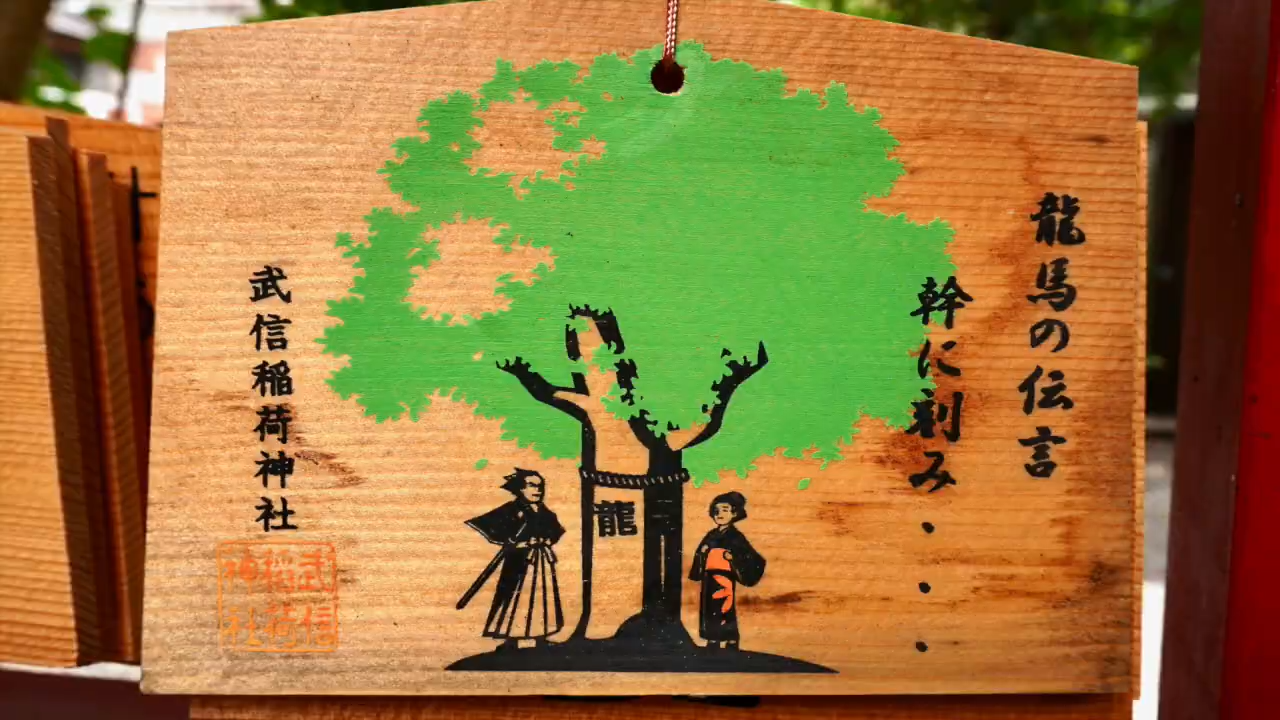 龍馬の伝言
幹に刻み・・・
龍
武信稲荷神社
武信
稲荷
神社